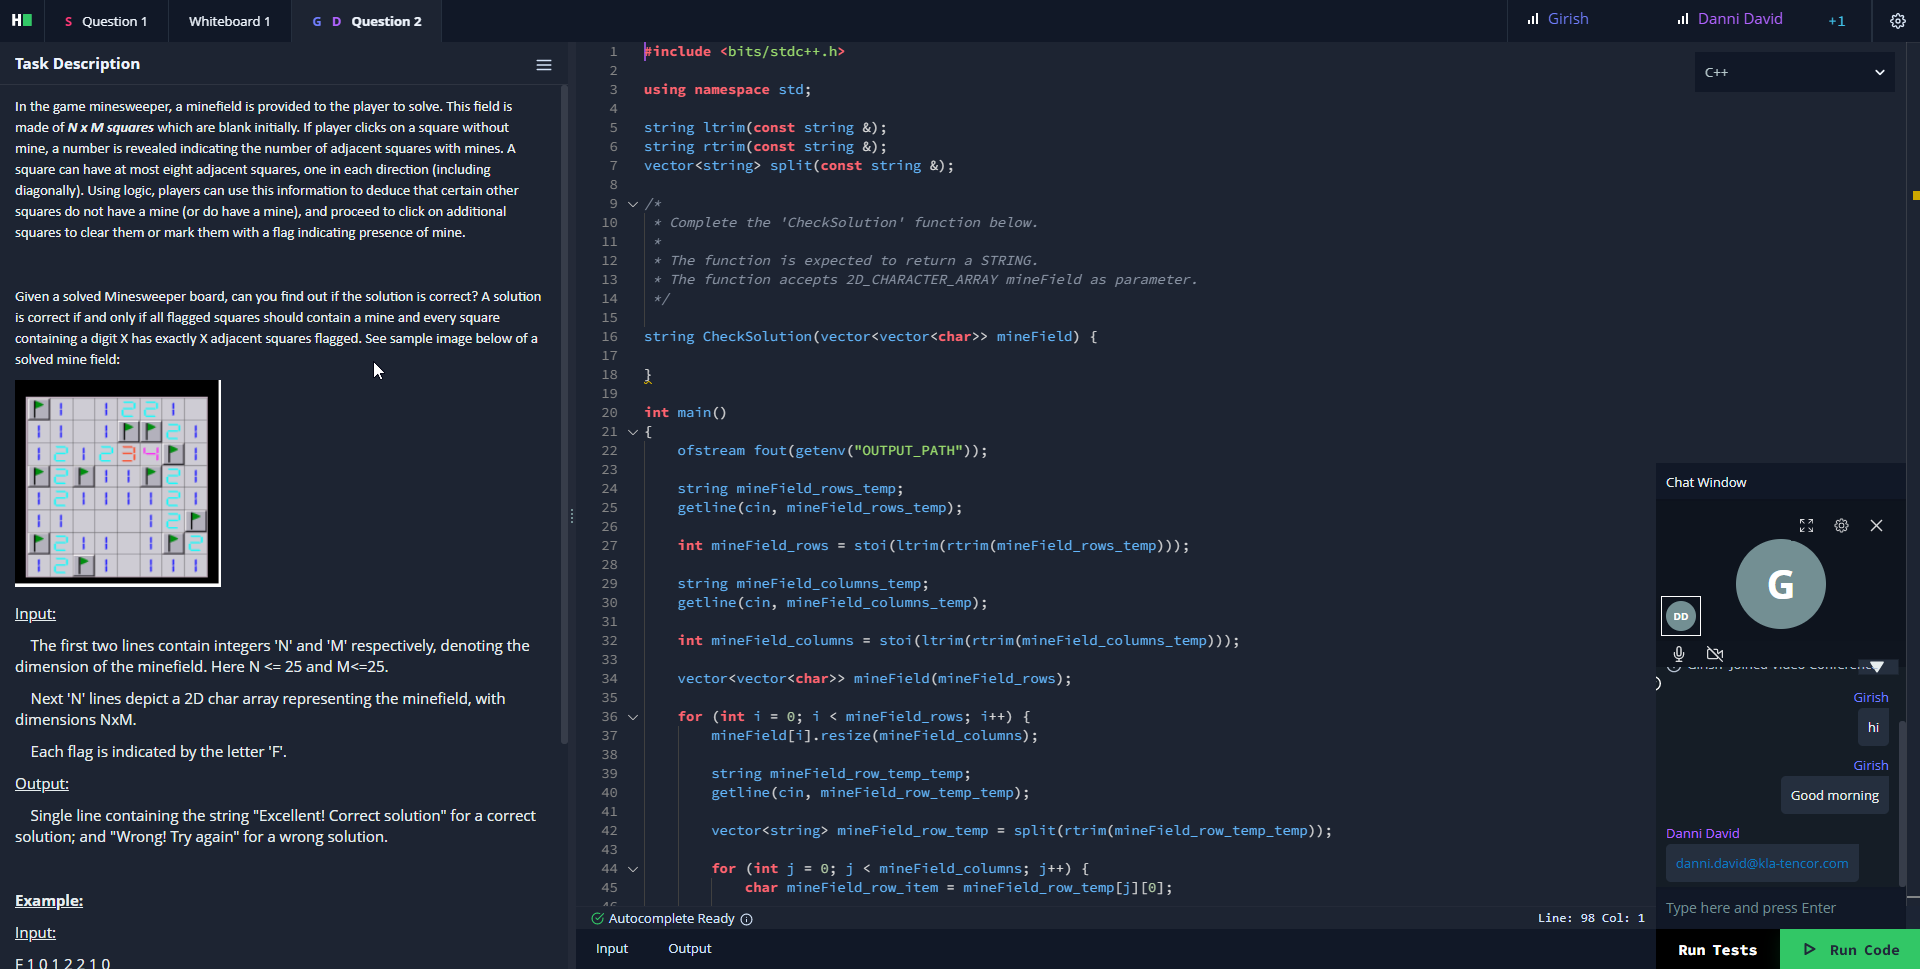 H
S Question 1
Whiteboard 1
G D Question 2
Girish
Danni David
+1
Task Description
In the game minesweeper, a minefield is provided to the player to solve. This field is
made of N x M squares which are blank initially. If player clicks on a square without
mine, a number is revealed indicating the number of adjacent squares with mines. A
square can have at most eight adjacent squares, one in each direction (including
diagonally). Using logic, players can use this information to deduce that certain other
squares do not have a mine (or do have a mine), and proceed to click on additional
squares to clear them or mark them with a flag indicating presence of mine.
Given a solved Minesweeper board, can you find out if the solution is correct? A solution
is correct if and only if all flagged squares should contain a mine and every square
containing a digit X has exactly X adjacent squares flagged. See sample image below of a
solved mine field:
1 1 2 2 1
1 1 1 2 1
1 2 1 2 3 4 1
2 1 1 2 1
1 2 1 1 1 1 2 1
1 1 1 2
2 1 1 2
1 2 1 1 1 1
Input:
The first two lines contain integers 'N' and 'M' respectively, denoting the
dimension of the minefield. Here N <= 25 and M<=25.
Next 'N' lines depict a 2D char array representing the minefield, with
dimensions NxM.
Each flag is indicated by the letter 'F'.
Output:
Single line containing the string "Excellent! Correct solution" for a correct
solution; and "Wrong! Try again" for a wrong solution.
Example:
Input:
F 1 0 1 2 2 1 0
1 #include <bits/stdc++.h>
2
3 using namespace std;
4
5 string ltrim(const string &);
6 string rtrim(const string &);
7 vector<string> split(const string &);
8
9 /*
10 * Complete the 'CheckSolution' function below.
11 *
12 * The function is expected to return a STRING.
13 * The function accepts 2D_CHARACTER_ARRAY mineField as parameter.
14 */
15
16 string CheckSolution(vector<vector<char>> mineField) {
17
18 }
19
20 int main()
21 {
22 ofstream fout(getenv("OUTPUT_PATH"));
23
24 string mineField_rows_temp;
25 getline(cin, mineField_rows_temp);
26
27 int mineField_rows = stoi(ltrim(rtrim(mineField_rows_temp)));
28
29 string mineField_columns_temp;
30 getline(cin, mineField_columns_temp);
31
32 int mineField_columns = stoi(ltrim(rtrim(mineField_columns_temp)));
33
34 vector<vector<char>> mineField(mineField_rows);
35
36 for (int i = 0; i < mineField_rows; i++) {
37 mineField[i].resize(mineField_columns);
38
39 string mineField_row_temp_temp;
40 getline(cin, mineField_row_temp_temp);
41
42 vector<string> mineField_row_temp = split(rtrim(mineField_row_temp_temp));
43
44 for (int j = 0; j < mineField_columns; j++) {
45 char mineField_row_item = mineField_row_temp[j][0];
C++
Autocomplete Ready
Line: 98 Col: 1
Input
Output
Chat Window
G
DD
Girish
hi
Girish
Good morning
Danni David
danni.david@kla-tencor.com
Type here and press Enter
Run Tests
Run Code